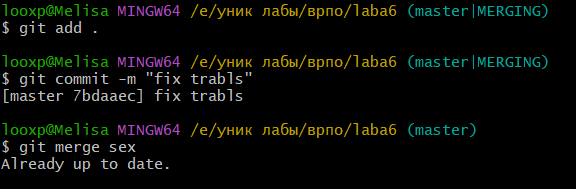 looxp@Melisa MINGW64 /e/уник лабы/врпо/laba6 (master|MERGING)
$ git add .
looxp@Melisa MINGW64 /e/уник лабы/врпо/laba6 (master|MERGING)
$ git commit -m "fix trabls"
[master 7bdaaec] fix trabls
looxp@Melisa MINGW64 /e/уник лабы/врпо/laba6 (master)
$ git merge sex
Already up to date.